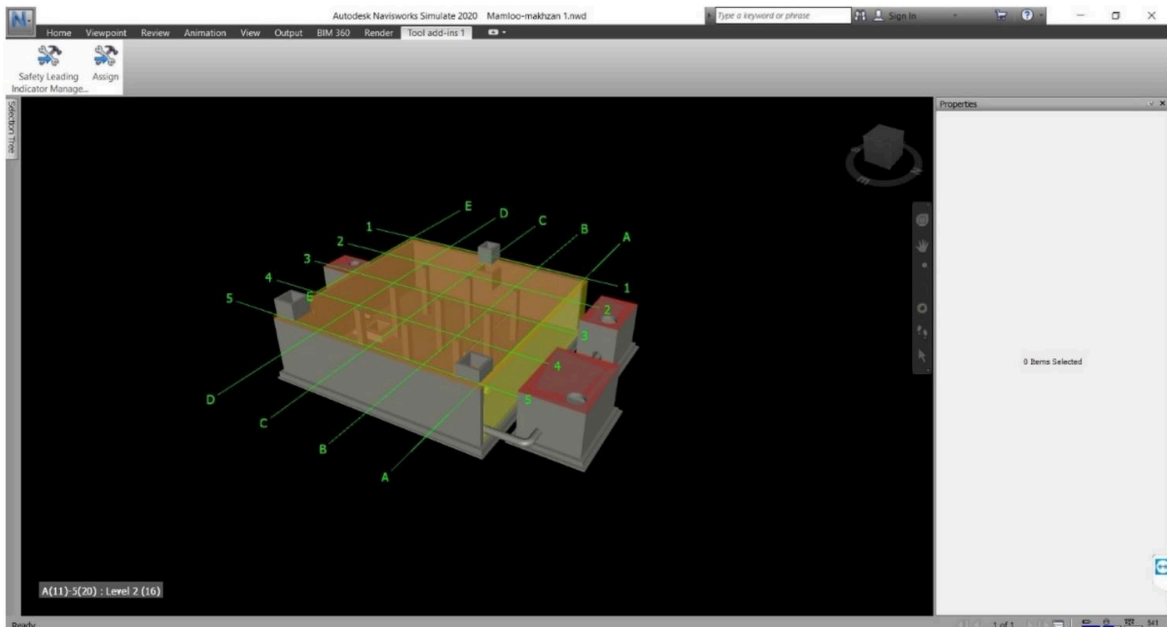 Autodesk Navisworks Simulate 2020 Mamloo-makhzan 1.nwd
Type a keyword or phrase
Sign In
Home Viewpoint Review Animation View Output BIM 360 Render Tool add-ins 1
Safety Leading
Indicator Manage...
Assign
Selection Tree
Properties
E
D
C
B
A
1
2
3
4
5
6
1
2
3
4
5
D
C
B
A
0 Items Selected
A(11)-5(20) : Level 2 (16)
Ready
1 of 1
541